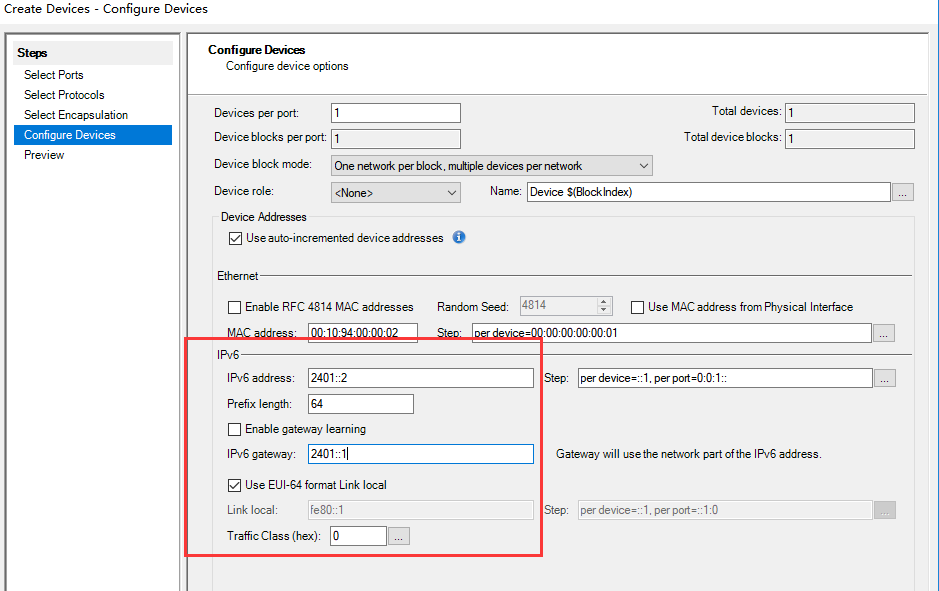 Create Devices - Configure Devices
Steps
Select Ports
Select Protocols
Select Encapsulation
Configure Devices
Preview
Configure Devices
Configure device options
Devices per port: 1 Total devices: 1
Device blocks per port: 1 Total device blocks: 1
Device block mode: One network per block, multiple devices per network
Device role: <None> Name: Device $(BlockIndex) ...
Device Addresses
Use auto-incremented device addresses i
Ethernet
Enable RFC 4814 MAC addresses Random Seed: 4814 Use MAC address from Physical Interface
MAC address: 00:10:94:00:00:02 Step: per device=00:00:00:00:00:01 ...
IPv6
IPv6 address: 2401::2 Step: per device=::1, per port=0:0:1:: ...
Prefix length: 64
Enable gateway learning
IPv6 gateway: 2401::1 Gateway will use the network part of the IPv6 address.
Use EUI-64 format Link local
Link local: fe80::1 Step: per device=::1, per port=::1:0 ...
Traffic Class (hex): 0 ...